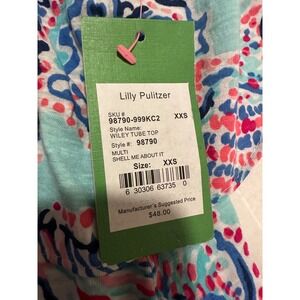 Lilly Pulitzer
SKU #
98790-999KC2 XXS
Style Name:
WILEY TUBE TOP
Style #: 98790
MULTI
SHELL ME ABOUT IT
Size: XXS
6 30306 63735 0
Manufacturer's Suggested Price
$48.00